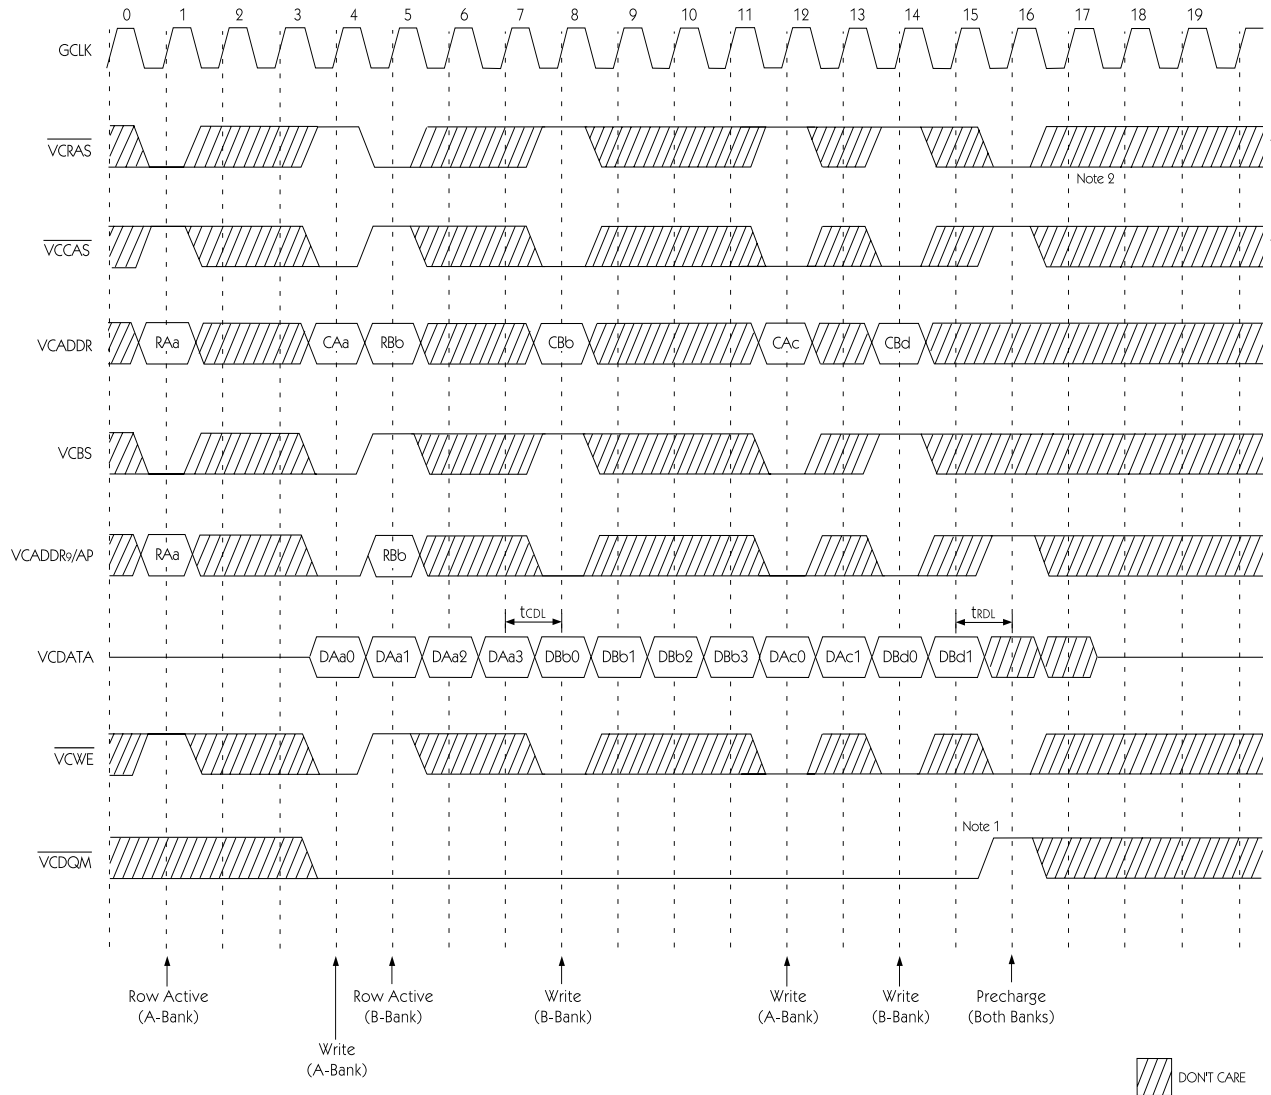 0 1 2 3 4 5 6 7 8 9 10 11 12 13 14 15 16 17 18 19
GCLK
VCRAS
Note 2
VCCAS
VCADDR RAa CAa RBb CBb CAc CBd
VCBS
VCADDR9/AP RAa RBb
tCDL tRDL
VCDATA DAa0 DAa1 DAa2 DAa3 DBb0 DBb1 DBb2 DBb3 DAc0 DAc1 DBd0 DBd1
VCWE
Note 1
VCDQM
Row Active Row Active Write Write Write Precharge
(A-Bank) (B-Bank) (B-Bank) (A-Bank) (B-Bank) (Both Banks)
Write
(A-Bank)
DON'T CARE